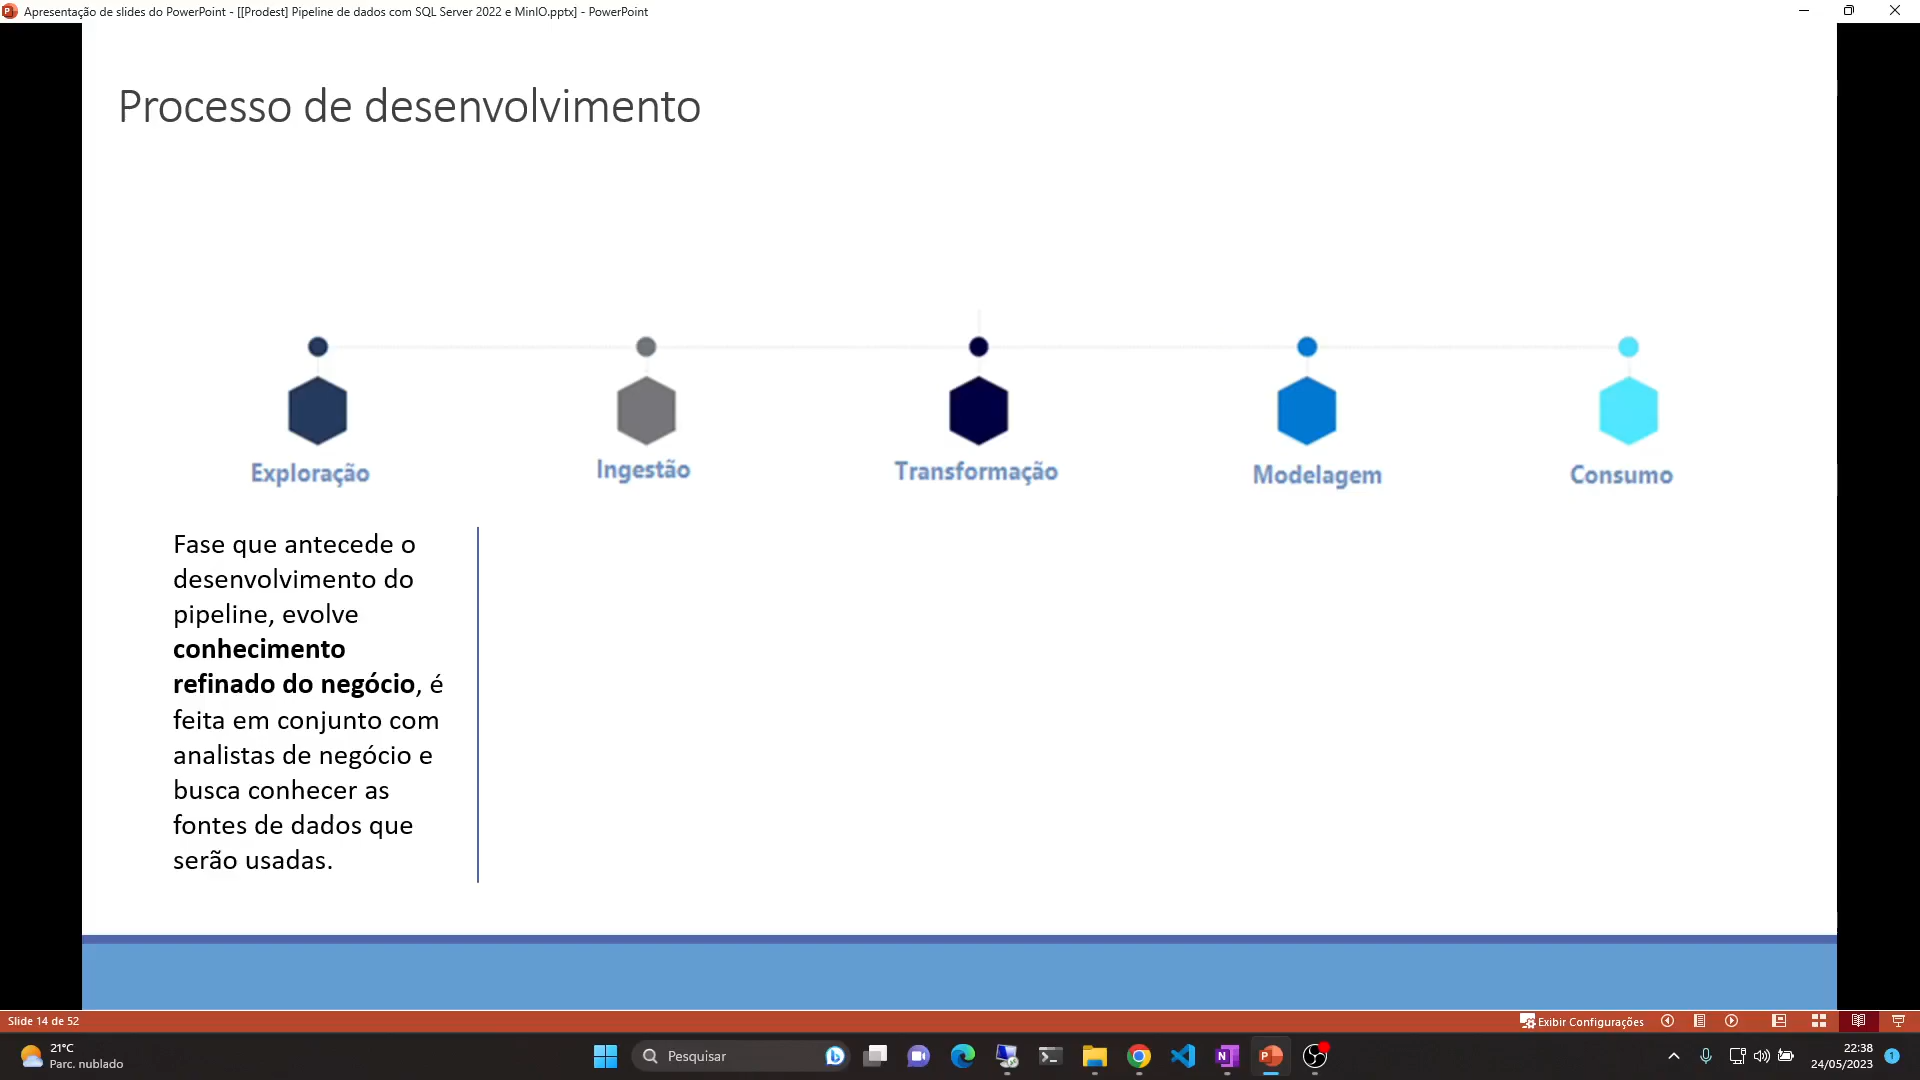 Apresentação de slides do PowerPoint - [[Prodest] Pipeline de dados com SQL Server 2022 e MinIO.pptx] - PowerPoint
Processo de desenvolvimento
Exploração
Ingestão
Transformação
Modelagem
Consumo
Fase que antecede o
desenvolvimento do
pipeline, evolve
conhecimento
refinado do negócio, é
feita em conjunto com
analistas de negócio e
busca conhecer as
fontes de dados que
serão usadas.
Slide 14 de 52
Exibir Configurações
21°C
Parc. nublado
Pesquisar
22:38
24/05/2023
1